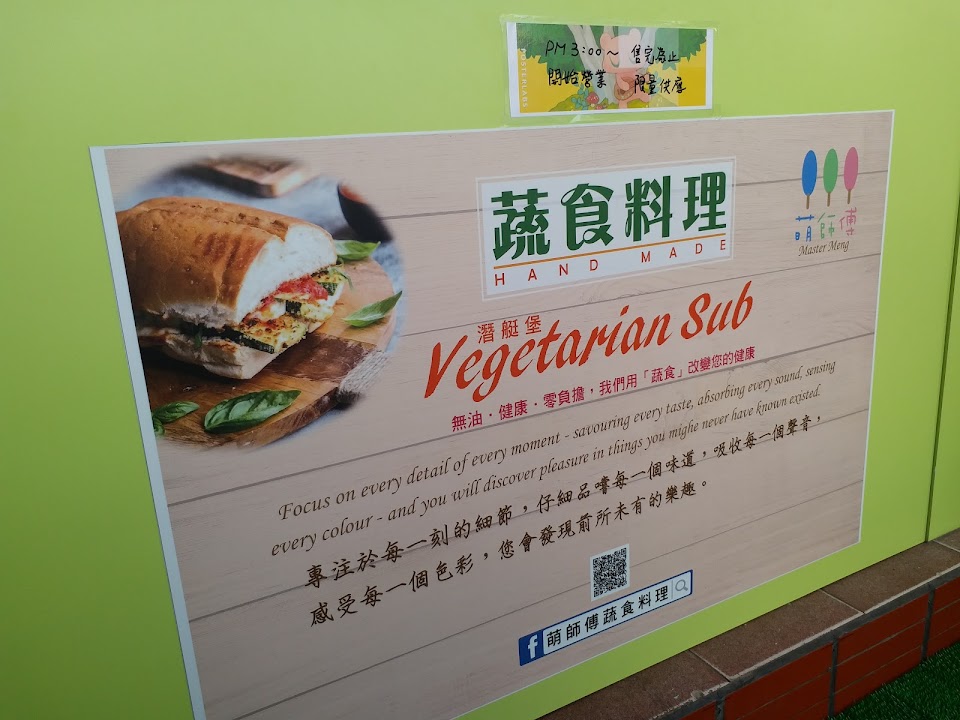 PM 3:00～ 售完為止
開始營業 限量供應
POSTERLABS
蔬食料理
HAND MADE
萌師傅
Master Meng
潛艇堡
Vegetarian Sub
無油．健康．零負擔，我們用「蔬食」改變您的健康
Focus on every detail of every moment - savouring every taste, absorbing every sound, sensing
every colour - and you will discover pleasure in things you mighe never have known existed.
專注於每一刻的細節，仔細品嚐每一個味道，吸收每一個聲音，
感受每一個色彩，您會發現前所未有的樂趣。
f 萌師傅蔬食料理